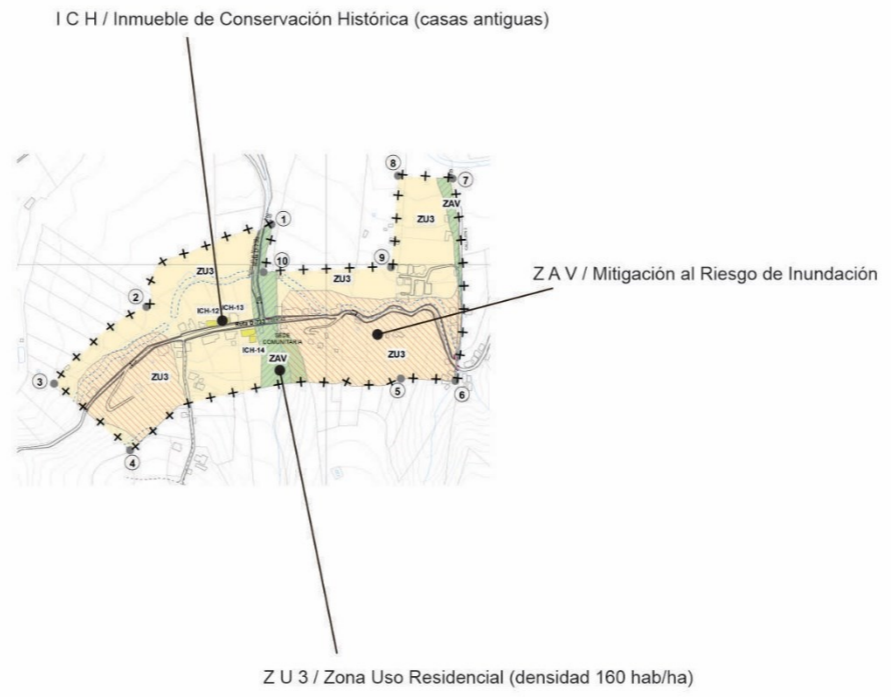 I C H / Inmueble de Conservación Histórica (casas antiguas)
8
7
ZAV
1
ZU3
ZU3
10
9
ZU3
Z A V / Mitigación al Riesgo de Inundación
2
ICH-12
ICH-13
SEDE
COMUNITARIA
ICH-14
ZAV
ZU3
ZU3
3
5
6
4
Z U 3 / Zona Uso Residencial (densidad 160 hab/ha)